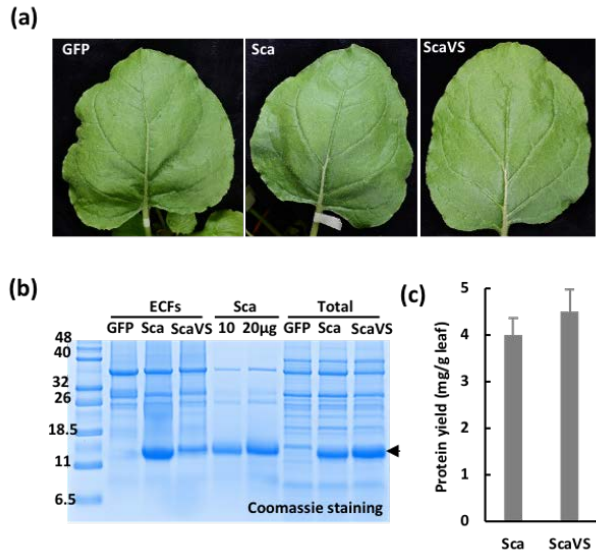 (a)
GFP Sca ScaVS
(b)
ECFs Sca Total
GFP Sca ScaVS 10 20µg GFP Sca ScaVS
48
40
32
26
18.5
11
6.5
Coomassie staining
(c)
Protein yield (mg/g leaf)
5
4
3
2
1
0
Sca ScaVS